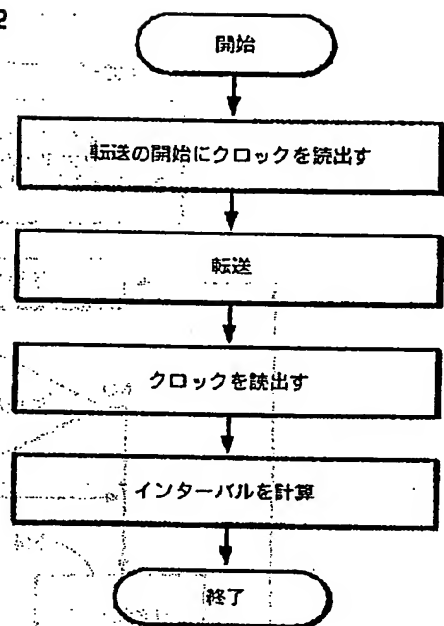 2
開始
転送の開始にクロックを読出す
転送
クロックを読出す
インターバルを計算
終了